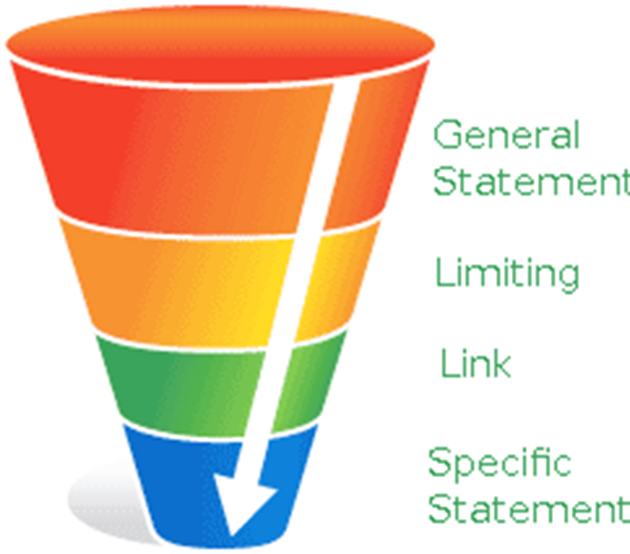 General
Statement
Limiting
Link
Specific
Statement